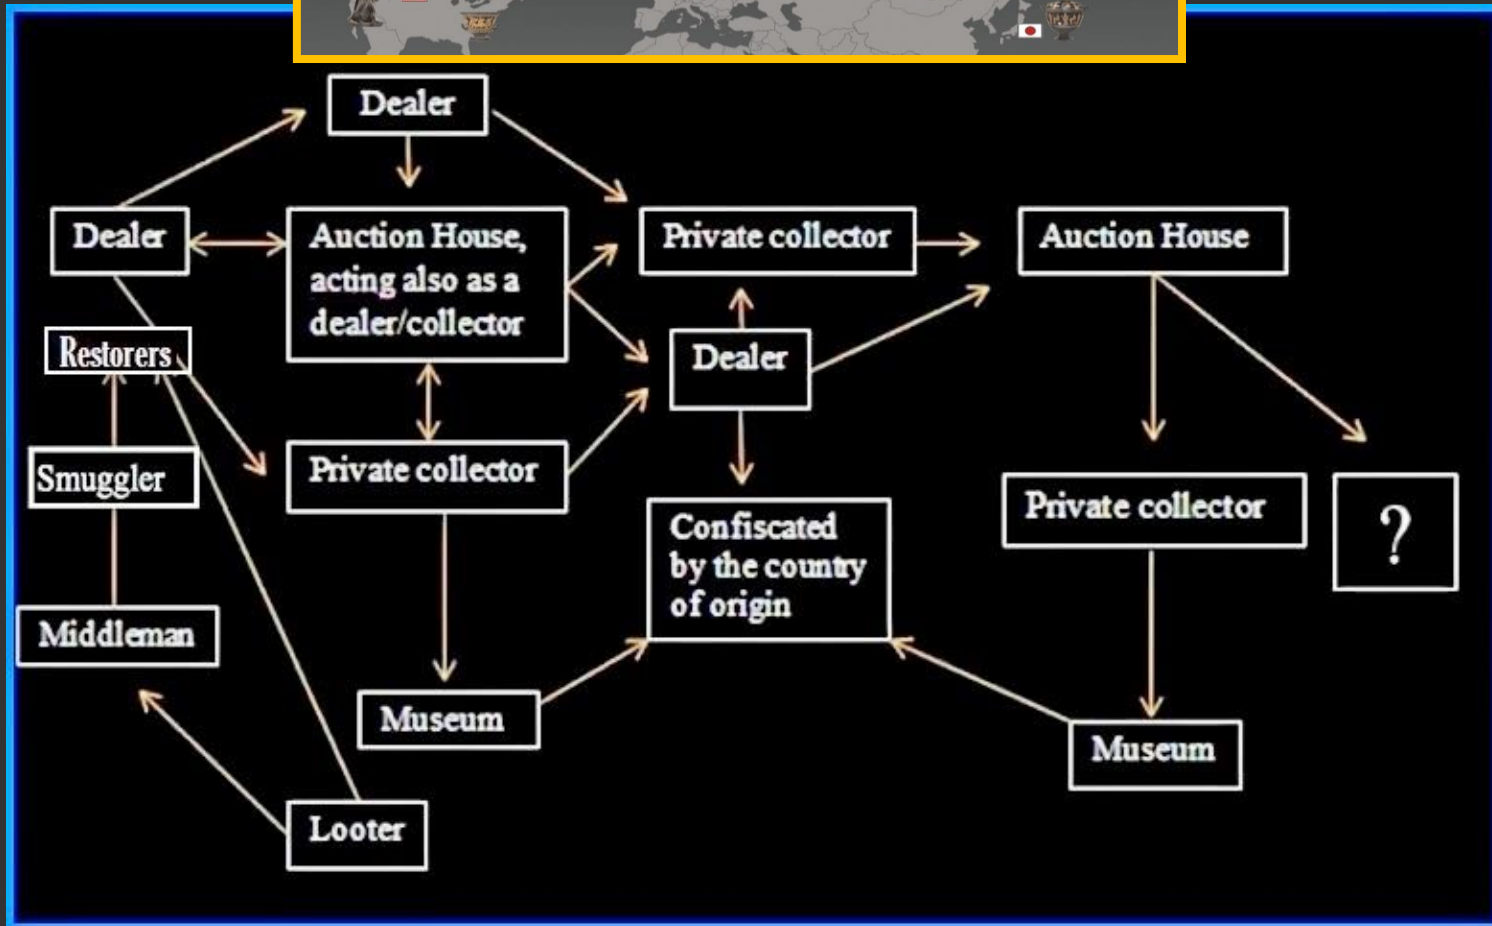 Dealer
Dealer
Auction House,
acting also as a
dealer/collector
Private collector
Auction House
Restorers
Dealer
Smuggler
Private collector
Confiscated
by the country
of origin
Private collector
?
Middleman
Museum
Museum
Looter